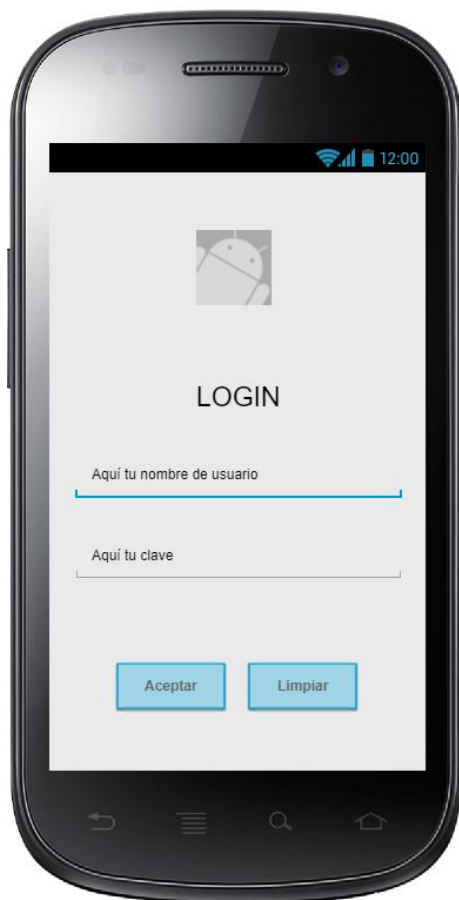 12:00
LOGIN
Aquí tu nombre de usuario
Aquí tu clave
Aceptar Limpiar